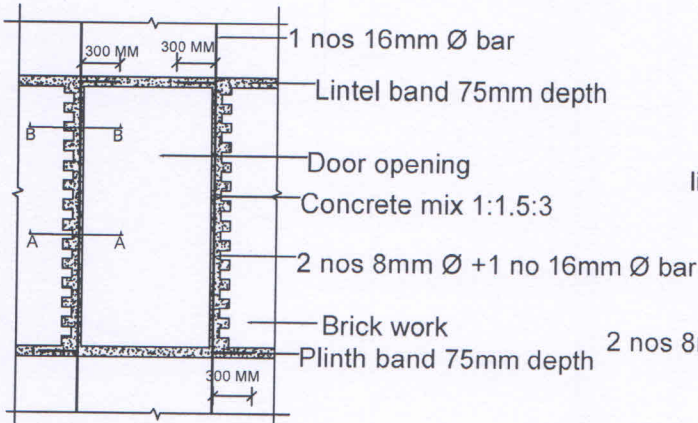 300 MM 300 MM
1 nos 16mm Ø bar
Lintel band 75mm depth
B B
Door opening
li
Concrete mix 1:1.5:3
A A
2 nos 8mm Ø +1 no 16mm Ø bar
Brick work
2 nos 8
Plinth band 75mm depth
300 MM